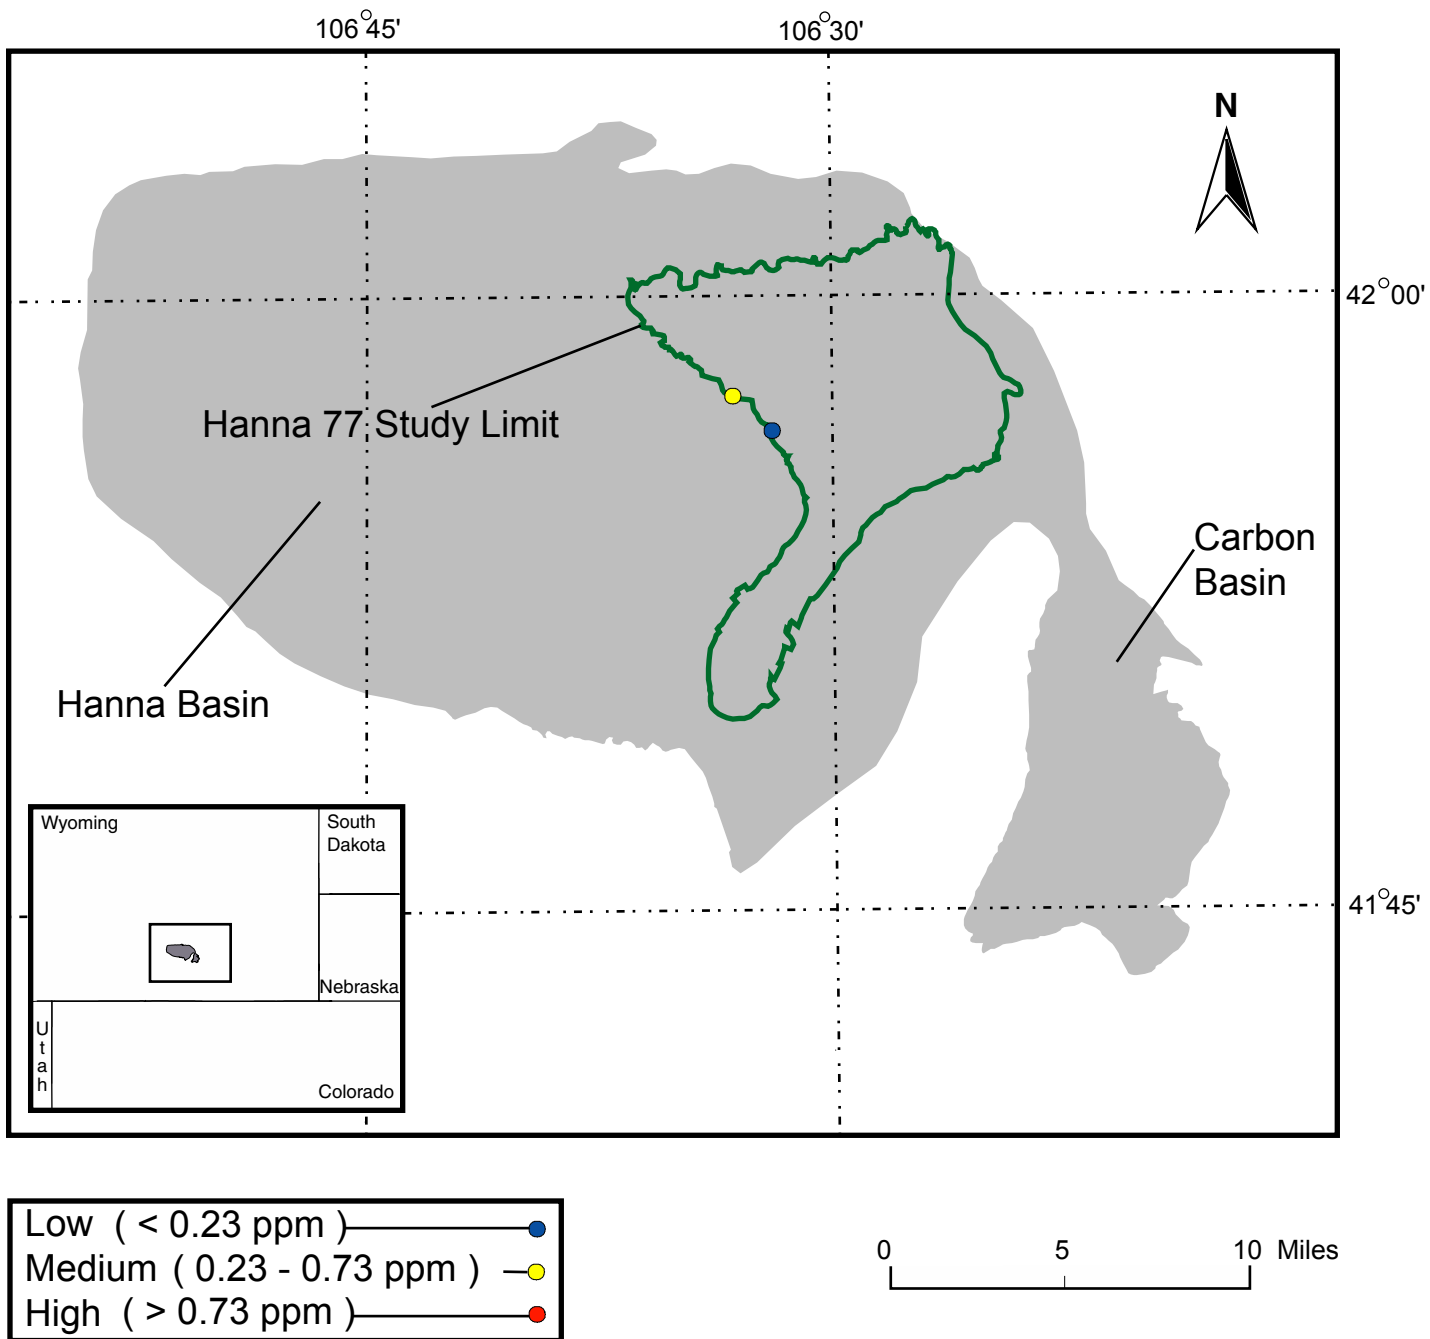 106°45'
106°30'
N
42°00'
Hanna 77 Study Limit
Carbon
Basin
Hanna Basin
Wyoming
South
Dakota
41°45'
Nebraska
Utah
Colorado
Low ( < 0.23 ppm )
Medium ( 0.23 - 0.73 ppm )
High ( > 0.73 ppm )
0 5 10 Miles